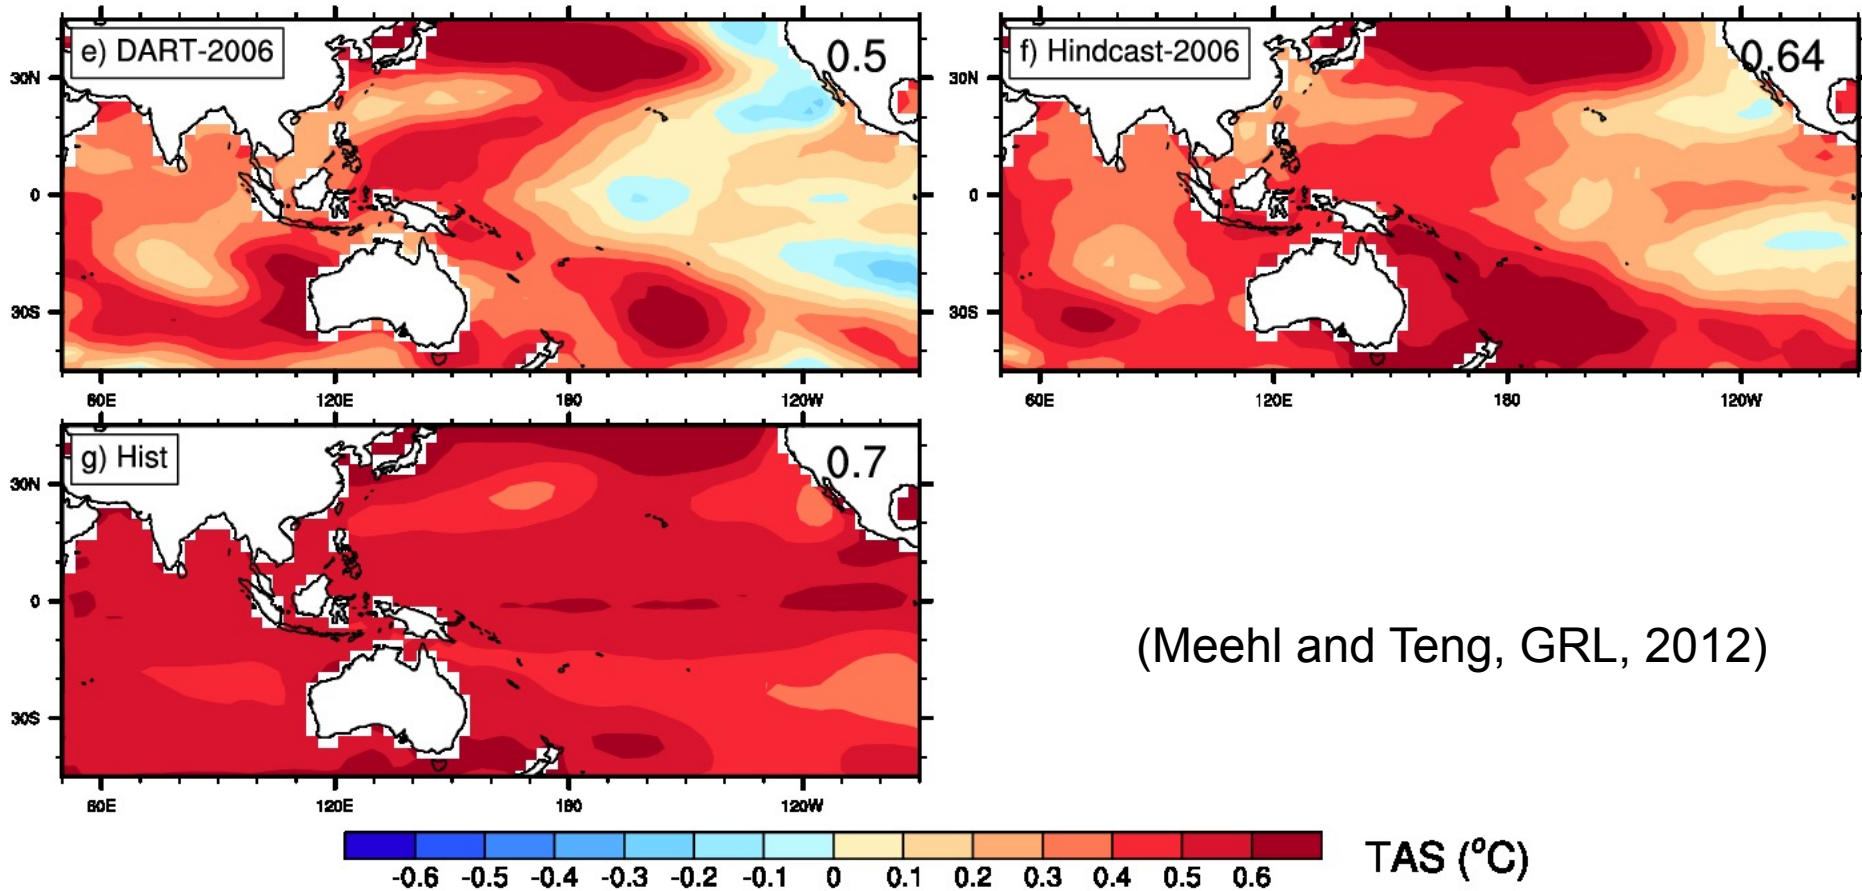 e) DART-2006
0.5
f) Hindcast-2006
0.64
30N
0
30S
60E 120E 180 120W
30N
0
30S
60E 120E 180 120W
g) Hist
0.7
30N
0
30S
60E 120E 180 120W
(Meehl and Teng, GRL, 2012)
-0.6 -0.5 -0.4 -0.3 -0.2 -0.1 0 0.1 0.2 0.3 0.4 0.5 0.6
TAS (°C)